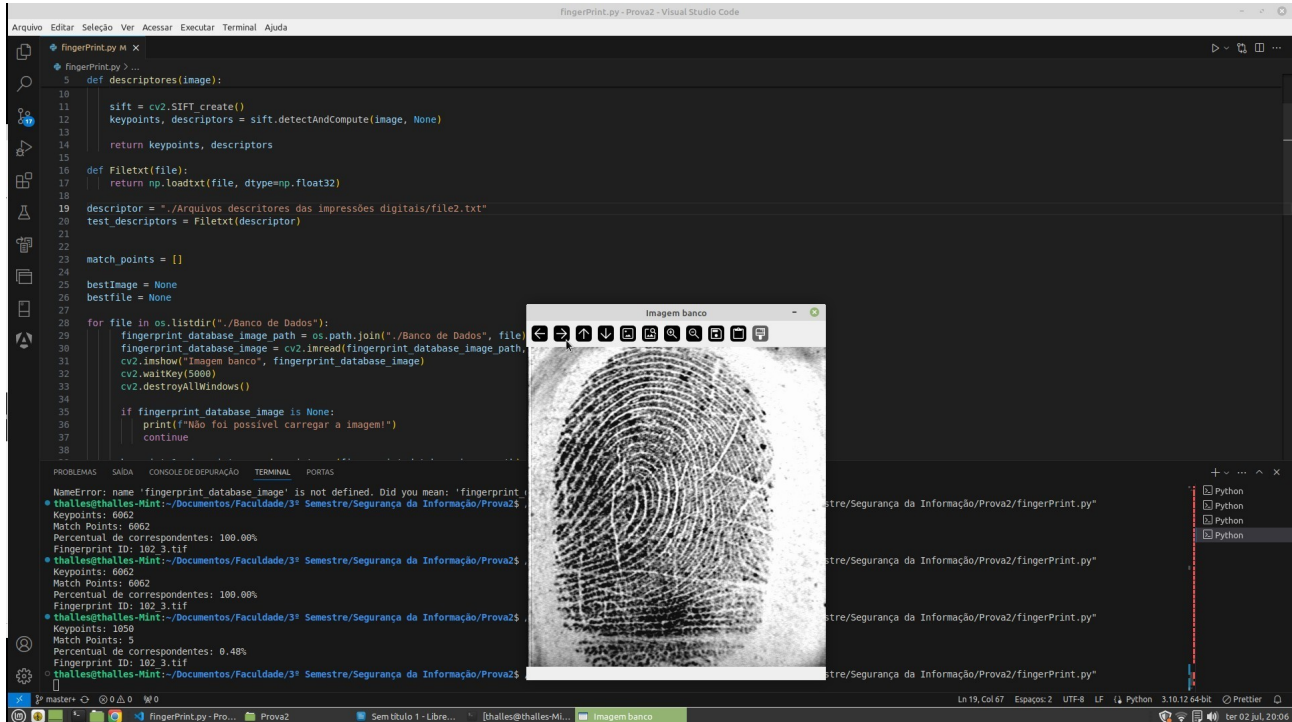 fingerPrint.py - Prova2 - Visual Studio Code
Arquivo Editar Seleção Ver Acessar Executar Terminal Ajuda
fingerPrint.py M ×
fingerPrint.py > ...
5 def descriptores(image):
10
11 sift = cv2.SIFT_create()
12 keypoints, descriptors = sift.detectAndCompute(image, None)
13
14 return keypoints, descriptors
15
16 def Filetxt(file):
17 return np.loadtxt(file, dtype=np.float32)
18
19 descriptor = "./Arquivos descritores das impressões digitais/file2.txt"
20 test_descriptors = Filetxt(descriptor)
21
22
23 match_points = []
24
25 bestImage = None
26 bestfile = None
27
28 for file in os.listdir("./Banco de Dados"):
29 fingerprint_database_image_path = os.path.join("./Banco de Dados", file)
30 fingerprint_database_image = cv2.imread(fingerprint_database_image_path,
31 cv2.imshow("Imagem banco", fingerprint_database_image)
32 cv2.waitKey(5000)
33 cv2.destroyAllWindows()
34
35 if fingerprint_database_image is None:
36 print(f"Não foi possível carregar a imagem!")
37 continue
38
Imagem banco
17
PROBLEMAS SAÍDA CONSOLE DE DEPURAÇÃO TERMINAL PORTAS
NameError: name 'fingerprint_database_image' is not defined. Did you mean: 'fingerprint_
thalles@thalles-Mint:~/Documentos/Faculdade/3º Semestre/Segurança da Informação/Prova2$ stre/Segurança da Informação/Prova2/fingerPrint.py"
Keypoints: 6062
Match Points: 6062
Percentual de correspondentes: 100.00%
Fingerprint ID: 102_3.tif
thalles@thalles-Mint:~/Documentos/Faculdade/3º Semestre/Segurança da Informação/Prova2$ stre/Segurança da Informação/Prova2/fingerPrint.py"
Keypoints: 6062
Match Points: 6062
Percentual de correspondentes: 100.00%
Fingerprint ID: 102_3.tif
thalles@thalles-Mint:~/Documentos/Faculdade/3º Semestre/Segurança da Informação/Prova2$ stre/Segurança da Informação/Prova2/fingerPrint.py"
Keypoints: 1050
Match Points: 5
Percentual de correspondentes: 0.48%
Fingerprint ID: 102_3.tif
thalles@thalles-Mint:~/Documentos/Faculdade/3º Semestre/Segurança da Informação/Prova2$ stre/Segurança da Informação/Prova2/fingerPrint.py"
Python
Python
Python
Python
master+ 0 0 0 Ln 19, Col 67 Espaços: 2 UTF-8 LF Python 3.10.12 64-bit Prettier
fingerPrint.py - Pro... Prova2 Sem título 1 - Libre... [thalles@thalles-Mi... Imagem banco ter 02 jul, 20:06